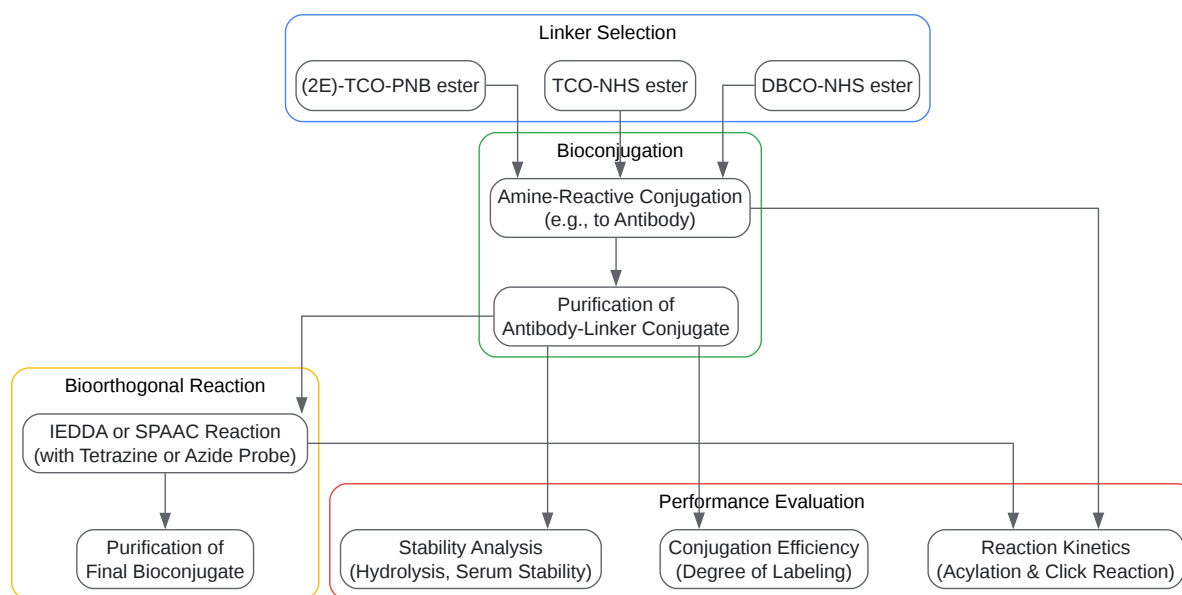 Linker Selection
(2E)-TCO-PNB ester
TCO-NHS ester
DBCO-NHS ester
Bioconjugation
Amine-Reactive Conjugation
(e.g., to Antibody)
Purification of
Antibody-Linker Conjugate
Bioorthogonal Reaction
IEDDA or SPAAC Reaction
(with Tetrazine or Azide Probe)
Purification of
Final Bioconjugate
Performance Evaluation
Stability Analysis
(Hydrolysis, Serum Stability)
Conjugation Efficiency
(Degree of Labeling)
Reaction Kinetics
(Acylation & Click Reaction)